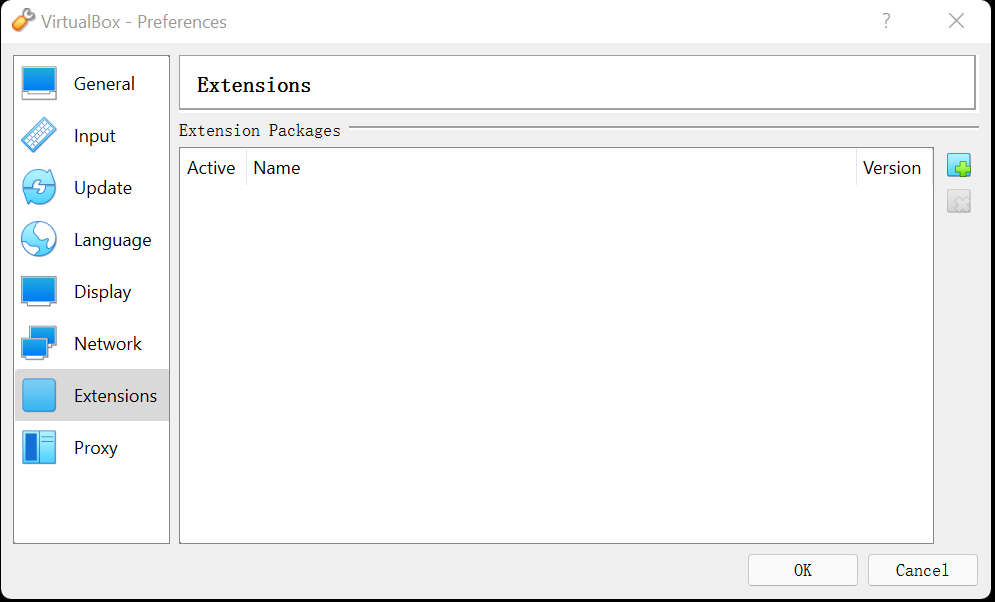 VirtualBox - Preferences
?
General
Input
Update
Language
Display
Network
Extensions
Proxy
Extensions
Extension Packages
Active Name Version
OK Cancel